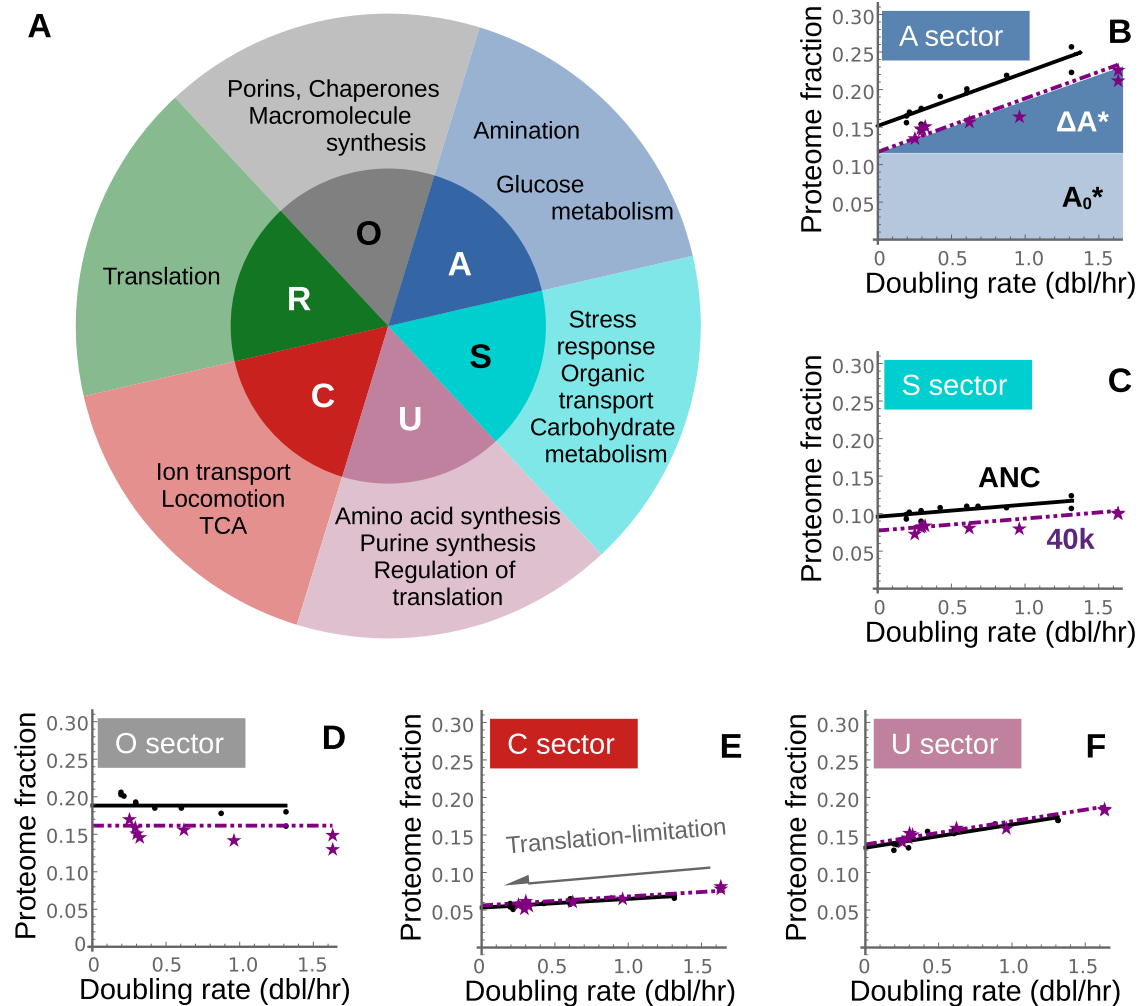 A
Porins, Chaperones
Macromolecule
synthesis
Amination
Glucose
metabolism
Translation
O
A
R
S
C
U
Stress
response
Organic
transport
Carbohydrate
metabolism
Ion transport
Locomotion
TCA
Amino acid synthesis
Purine synthesis
Regulation of
translation
B
A sector
Proteome fraction
0.30
0.25
0.20
0.15
0.10
0.05
ΔA*
A₀*
0 0.5 1.0 1.5
Doubling rate (dbl/hr)
C
S sector
Proteome fraction
0.30
0.25
0.20
0.15
0.10
0.05
ANC
40k
0 0.5 1.0 1.5
Doubling rate (dbl/hr)
D
O sector
Proteome fraction
0.30
0.25
0.20
0.15
0.10
0.05
0
0 0.5 1.0 1.5
Doubling rate (dbl/hr)
E
C sector
Proteome fraction
0.30
0.25
0.20
0.15
0.10
0.05
Translation-limitation
0 0.5 1.0 1.5
Doubling rate (dbl/hr)
F
U sector
Proteome fraction
0.30
0.25
0.20
0.15
0.10
0.05
0 0.5 1.0 1.5
Doubling rate (dbl/hr)